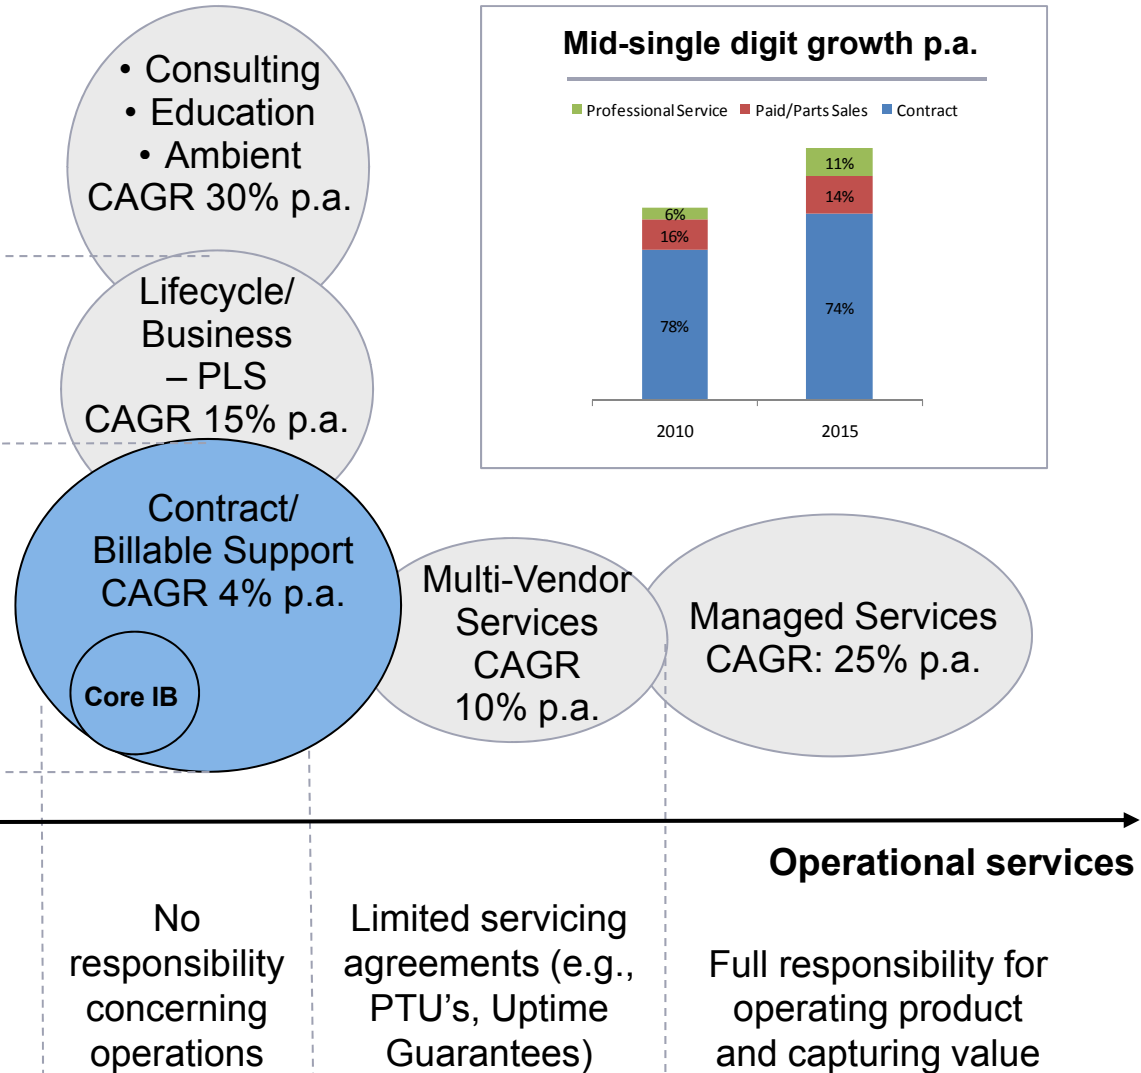 • Consulting
• Education
• Ambient
CAGR 30% p.a.
Lifecycle/
Business
– PLS
CAGR 15% p.a.
Contract/
Billable Support
CAGR 4% p.a.
Core IB
Multi-Vendor
Services
CAGR
10% p.a.
Managed Services
CAGR: 25% p.a.
Mid-single digit growth p.a.
Professional Service Paid/Parts Sales Contract
6%
16%
78%
11%
14%
74%
2010 2015
Operational services
No
responsibility
concerning
operations
Limited servicing
agreements (e.g.,
PTU's, Uptime
Guarantees)
Full responsibility for
operating product
and capturing value